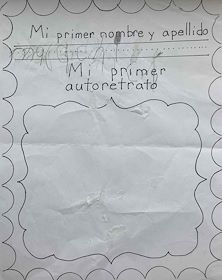 Mi primer nombre y apellido
Mi primer
autoretrato